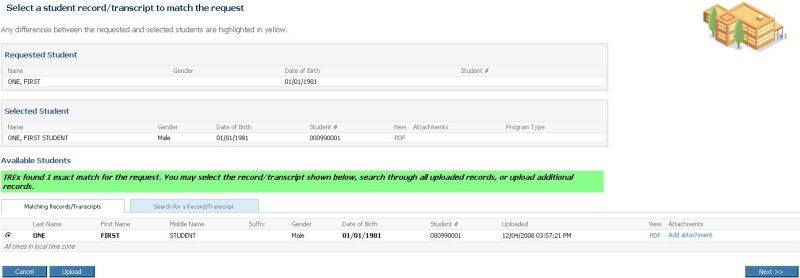 Select a student record/transcript to match the request
Any differences between the requested and selected students are highlighted in yellow.
Requested Student
Name Gender Date of Birth Student #
ONE, FIRST 01/01/1981
Selected Student
Name Gender Date of Birth Student # View Attachments Program Type
ONE, FIRST STUDENT Male 01/01/1981 000990001 PDF
Available Students
TREx found 1 exact match for the request. You may select the record/transcript shown below, search through all uploaded records, or upload additional
records.
Matching Records/Transcripts Search for a Record/Transcript
Last Name First Name Middle Name Suffix Gender Date of Birth Student # Uploaded View Attachments
ONE FIRST STUDENT Male 01/01/1981 000990001 12/04/2008 03:57:21 PM PDF Add attachment
All times in local time zone
Cancel Upload Next >>